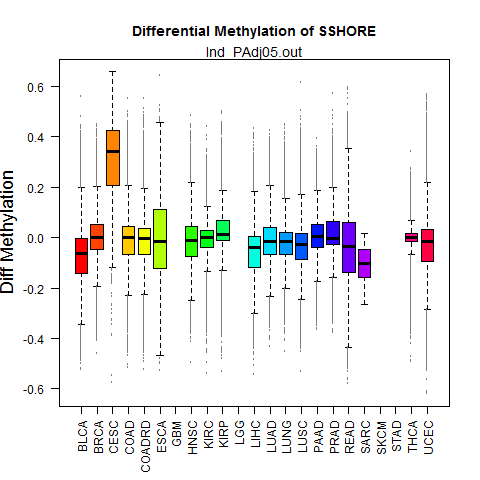 Differential Methylation of SSHORE
Ind_PAdj05.out
Diff Methylation
0.6
0.4
0.2
0.0
-0.2
-0.4
-0.6
BLCA
BRCA
CESC
COAD
COADRD
ESCA
GBM
HNSC
KIRC
KIRP
LGG
LIHC
LUAD
LUNG
LUSC
PAAD
PRAD
READ
SARC
SKCM
STAD
THCA
UCEC